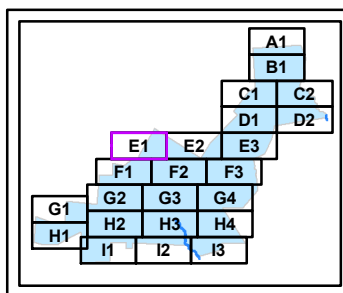 A1
B1
C1 C2
D1 D2
E1 E2 E3
F1 F2 F3
G1 G2 G3 G4
H1 H2 H3 H4
I1 I2 I3